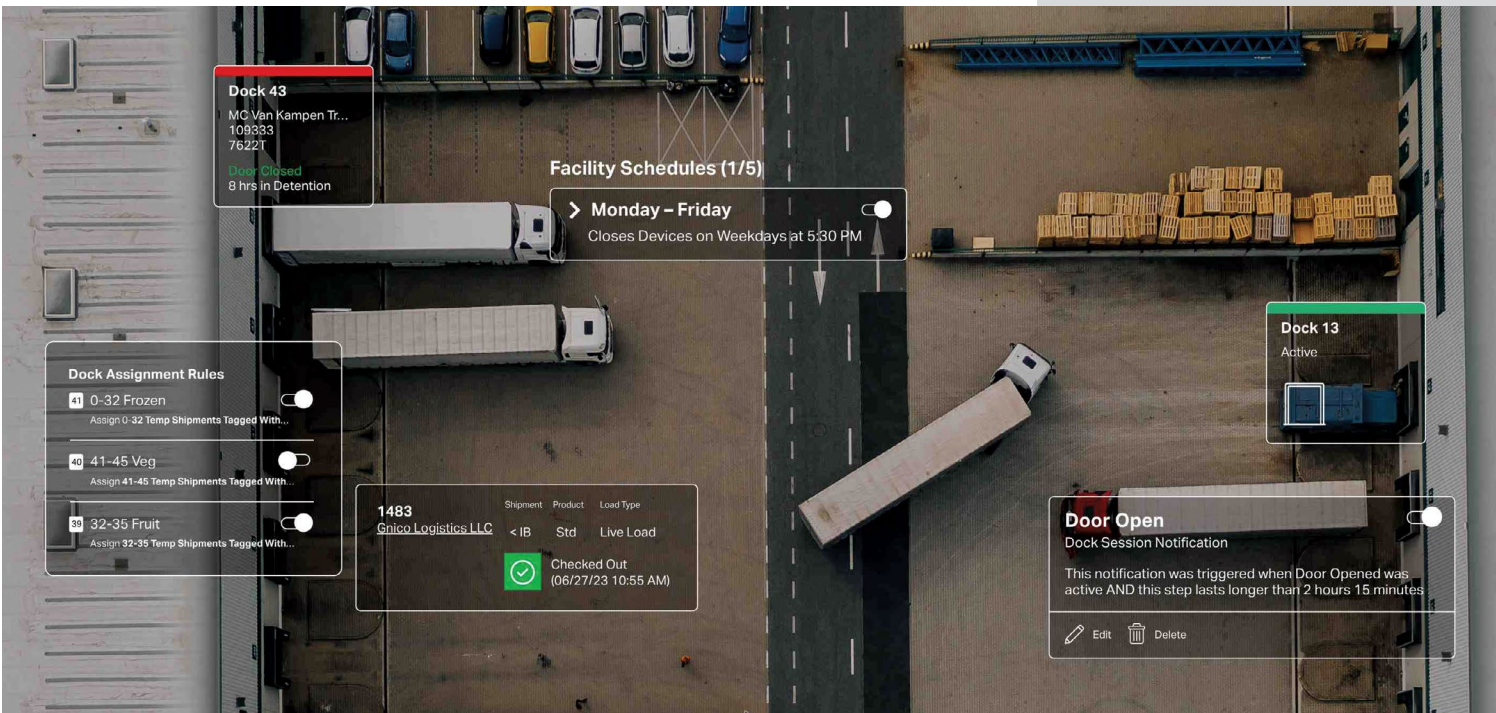 Dock 43
MC Van Kampen Tr...
109333
7622T
Door Closed
8 hrs in Detention
Facility Schedules (1/5)
Monday – Friday
Closes Devices on Weekdays at 5:30 PM
Dock Assignment Rules
41 0-32 Frozen
Assign 0-32 Temp Shipments Tagged With...
40 41-45 Veg
Assign 41-45 Temp Shipments Tagged With...
39 32-35 Fruit
Assign 32-35 Temp Shipments Tagged With...
1483
Gnico Logistics LLC
Shipment Product Load Type
< IB Std Live Load
Checked Out
(06/27/23 10:55 AM)
Dock 13
Active
Door Open
Dock Session Notification
This notification was triggered when Door Opened was
active AND this step lasts longer than 2 hours 15 minutes
Edit Delete